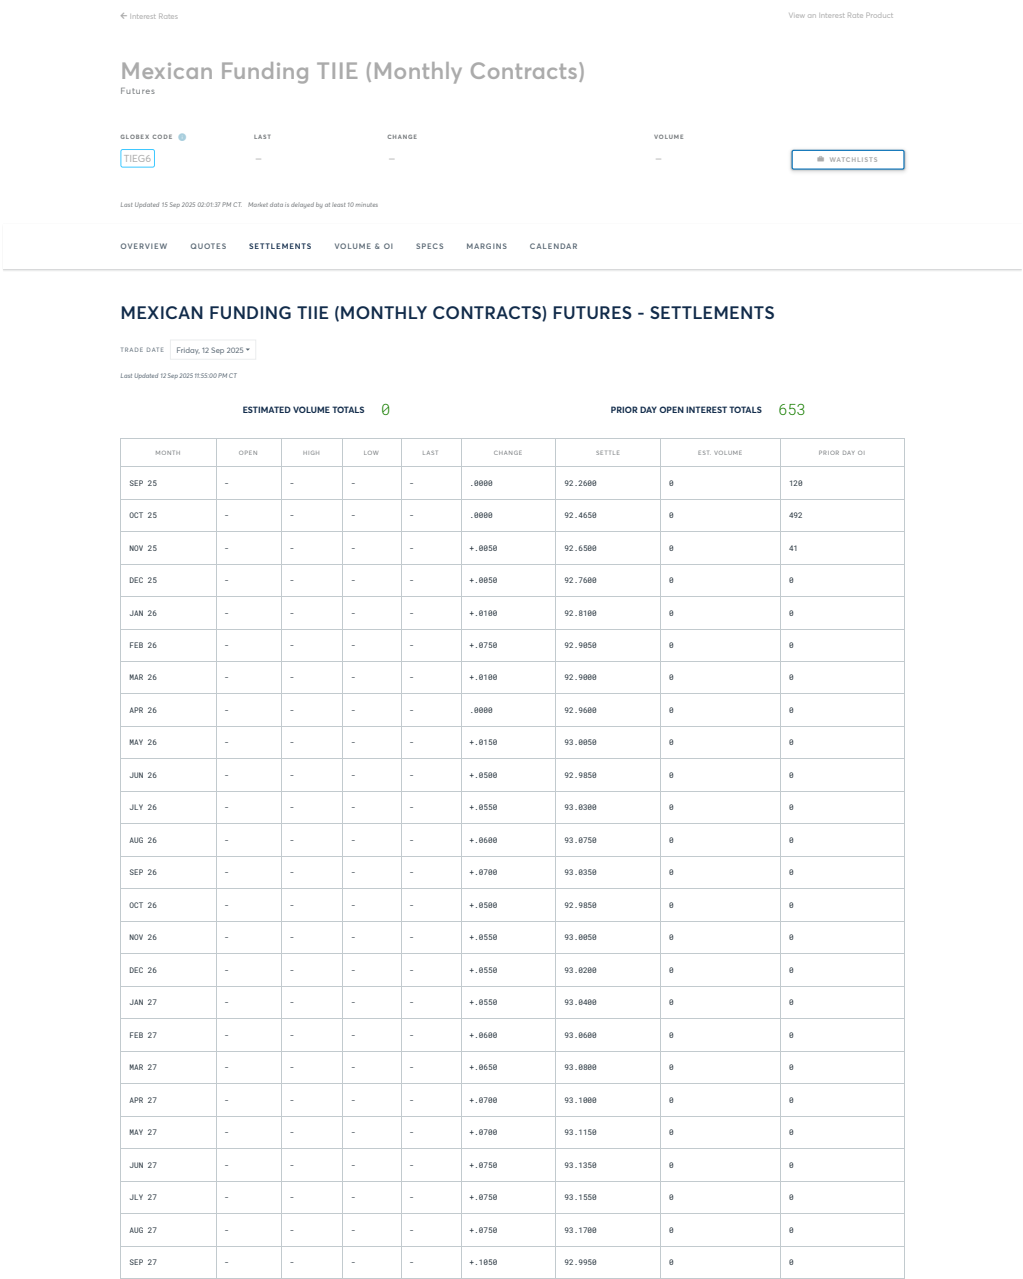 ← Interest Rates
View an Interest Rate Product
Mexican Funding TIIE (Monthly Contracts)
Futures
GLOBEX CODE LAST CHANGE VOLUME
TIEG6 – – –
WATCHLISTS
Last Updated 15 Sep 2025 02:01:37 PM CT. Market data is delayed by at least 10 minutes
OVERVIEW QUOTES SETTLEMENTS VOLUME & OI SPECS MARGINS CALENDAR
MEXICAN FUNDING TIIE (MONTHLY CONTRACTS) FUTURES - SETTLEMENTS
TRADE DATE Friday, 12 Sep 2025
Last Updated 12 Sep 2025 11:55:00 PM CT
ESTIMATED VOLUME TOTALS 0 PRIOR DAY OPEN INTEREST TOTALS 653
MONTH OPEN HIGH LOW LAST CHANGE SETTLE EST. VOLUME PRIOR DAY OI
SEP 25 - - - - .0000 92.2600 0 120
OCT 25 - - - - .0000 92.4650 0 492
NOV 25 - - - - +.0050 92.6500 0 41
DEC 25 - - - - +.0050 92.7600 0 0
JAN 26 - - - - +.0100 92.8100 0 0
FEB 26 - - - - +.0750 92.9050 0 0
MAR 26 - - - - +.0100 92.9000 0 0
APR 26 - - - - .0000 92.9600 0 0
MAY 26 - - - - +.0150 93.0050 0 0
JUN 26 - - - - +.0500 92.9850 0 0
JLY 26 - - - - +.0550 93.0300 0 0
AUG 26 - - - - +.0600 93.0750 0 0
SEP 26 - - - - +.0700 93.0350 0 0
OCT 26 - - - - +.0500 92.9850 0 0
NOV 26 - - - - +.0550 93.0050 0 0
DEC 26 - - - - +.0550 93.0200 0 0
JAN 27 - - - - +.0550 93.0400 0 0
FEB 27 - - - - +.0600 93.0600 0 0
MAR 27 - - - - +.0650 93.0800 0 0
APR 27 - - - - +.0700 93.1000 0 0
MAY 27 - - - - +.0700 93.1150 0 0
JUN 27 - - - - +.0750 93.1350 0 0
JLY 27 - - - - +.0750 93.1550 0 0
AUG 27 - - - - +.0750 93.1700 0 0
SEP 27 - - - - +.1050 92.9950 0 0